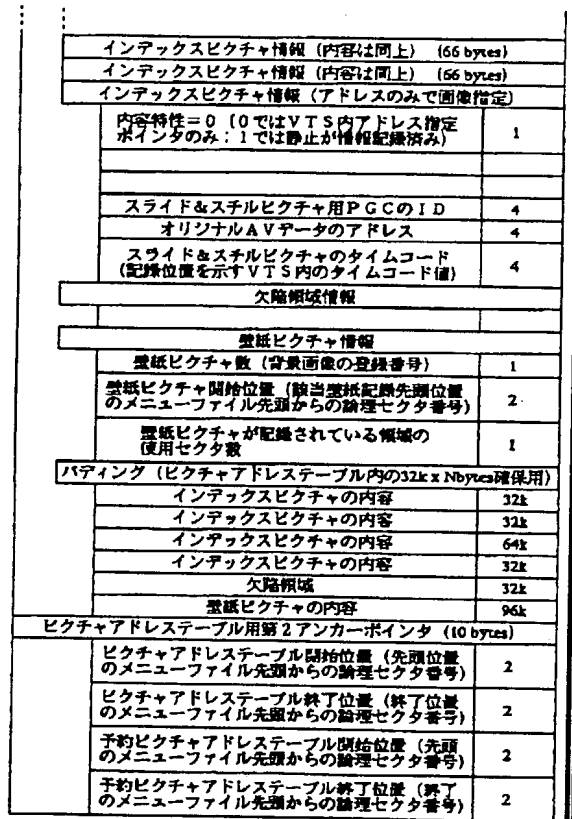 インデックスピクチャ情報（内容は同上） (66 bytes)
インデックスピクチャ情報（内容は同上） (66 bytes)
インデックスピクチャ情報（アドレスのみで画像指定）
内容特性＝0（0ではVTS内アドレス指定
ポインタのみ；1では静止が情報記録済み） 1
スライド&スチルピクチャ用PGCのID 4
オリジナルAVデータのアドレス 4
スライド&スチルピクチャのタイムコード
（記録位置を示すVTS内のタイムコード値） 4
欠陥領域情報
壁紙ピクチャ情報
壁紙ピクチャ数（背景画像の登録番号） 1
壁紙ピクチャ開始位置（該当壁紙記録先頭位置
のメニューファイル先頭からの論理セクタ番号） 2
壁紙ピクチャが記録されている領域の
使用セクタ数 1
パディング（ピクチャアドレステーブル内の32k x Nbytes確保用）
インデックスピクチャの内容 32k
インデックスピクチャの内容 32k
インデックスピクチャの内容 64k
インデックスピクチャの内容 32k
欠陥領域 32k
壁紙ピクチャの内容 96k
ピクチャアドレステーブル用第2アンカーポインタ (10 bytes)
ピクチャアドレステーブル開始位置（先頭位置
のメニューファイル先頭からの論理セクタ番号） 2
ピクチャアドレステーブル終了位置（終了位置
のメニューファイル先頭からの論理セクタ番号） 2
予約ピクチャアドレステーブル開始位置（先頭
のメニューファイル先頭からの論理セクタ番号） 2
予約ピクチャアドレステーブル終了位置（終了
のメニューファイル先頭からの論理セクタ番号） 2